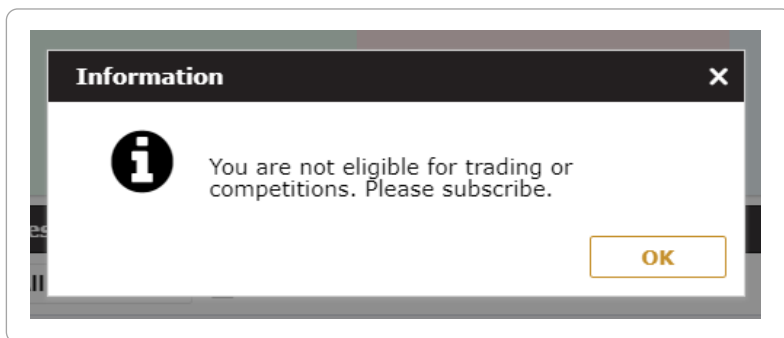 Information
You are not eligible for trading or
competitions. Please subscribe.
OK